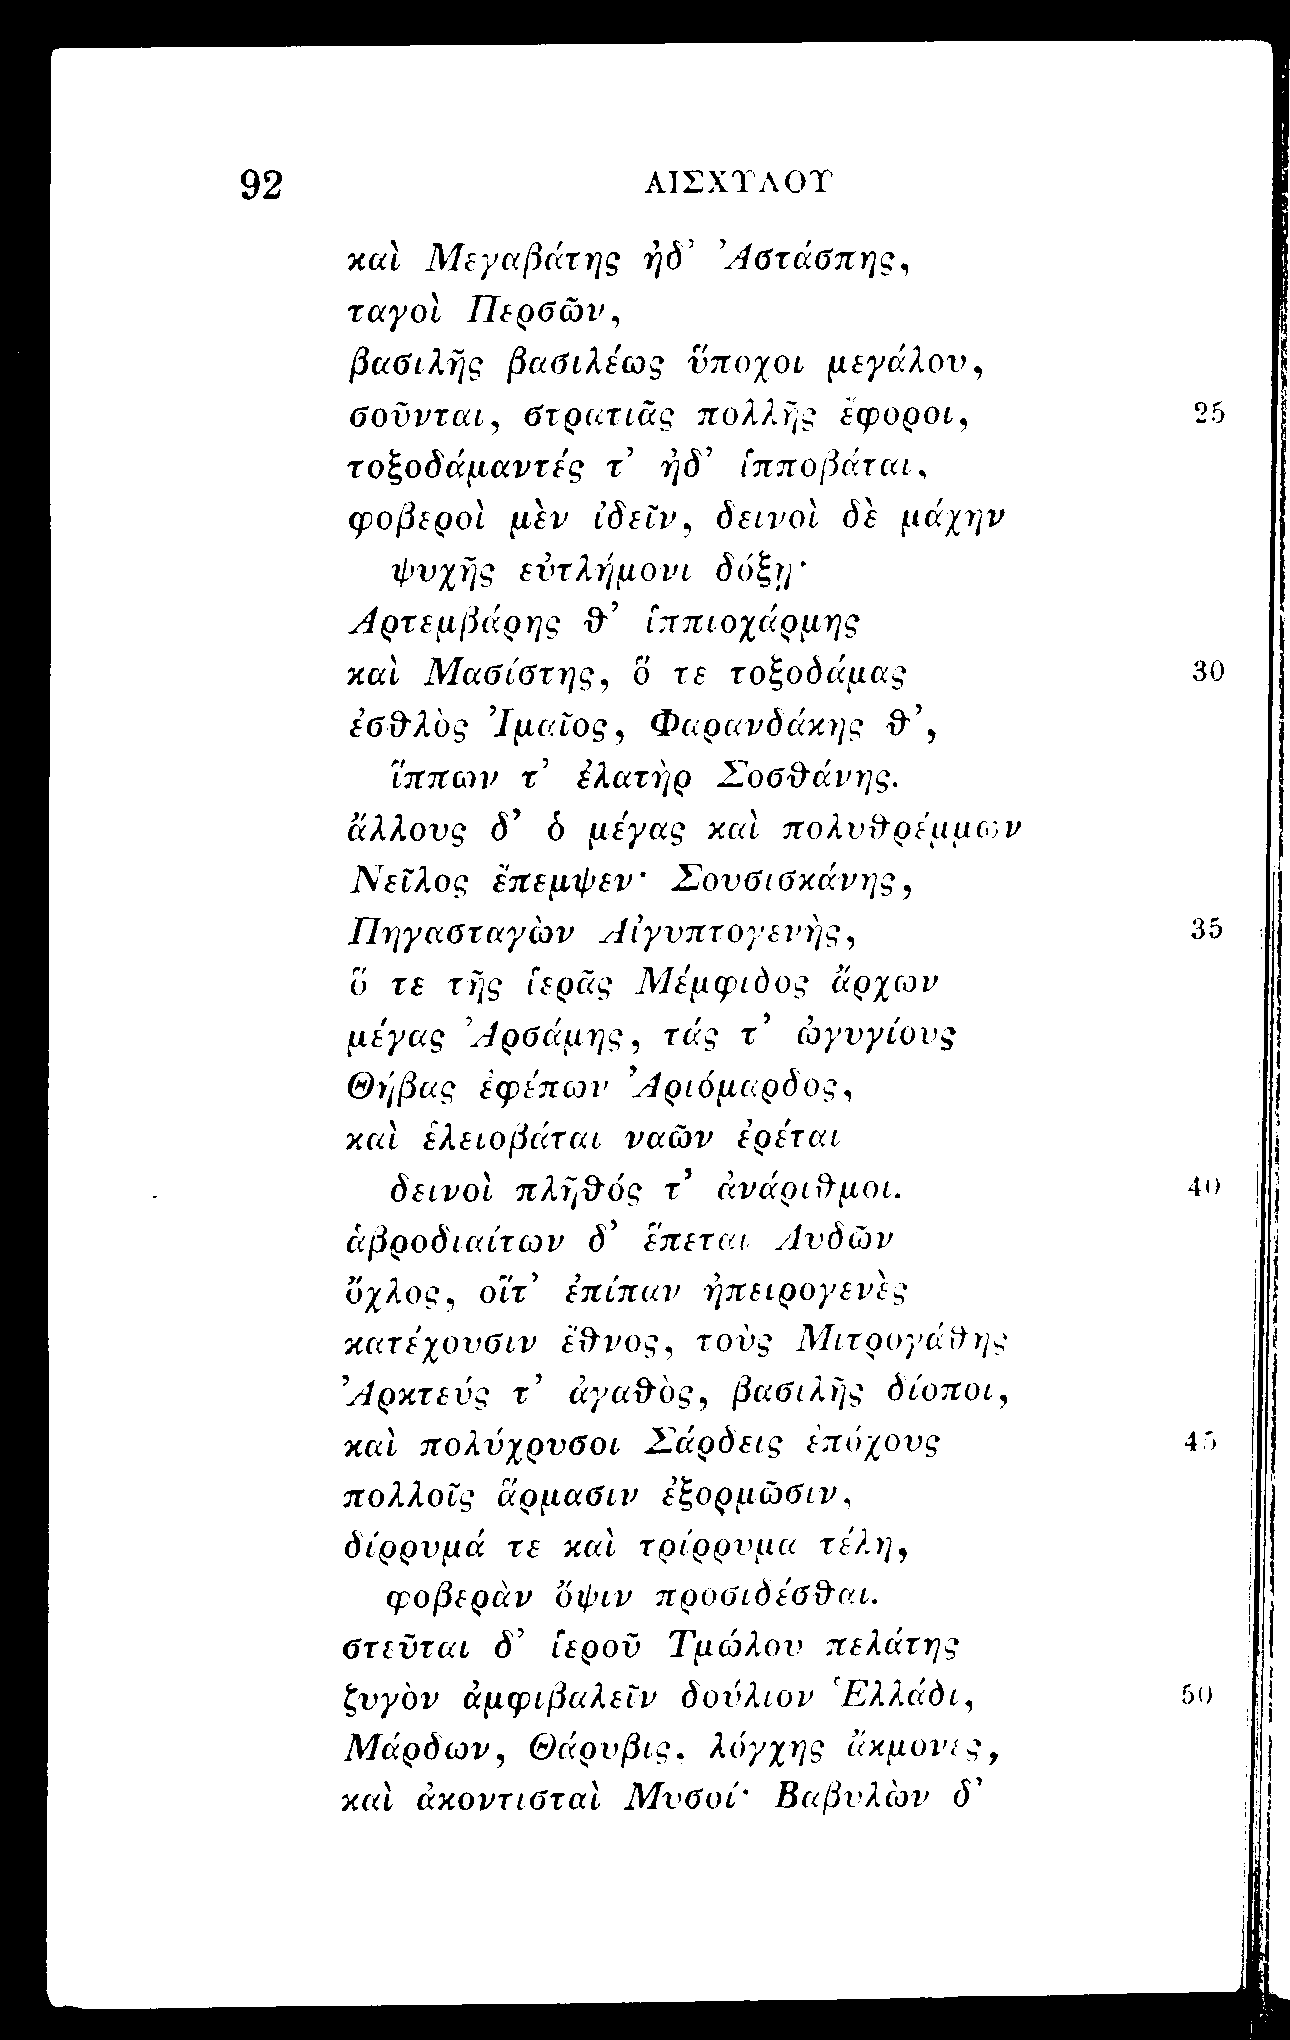 92 ΑΙΣΧΥΛΟΥ
καὶ Μεγαβάτης ἠδ’ Ἀστάσπης,
ταγοὶ Περσῶν,
βασιλῆς βασιλέως ὕποχοι μεγάλου,
σοῦνται, στρατιᾶς πολλῆς ἔφοροι, 25
τοξοδάμαντές τ’ ἠδ’ ἱπποβάται,
φοβεροὶ μὲν ἰδεῖν, δεινοὶ δὲ μάχην
ψυχῆς εὐτλήμονι δόξῃ·
Αρτεμβάρης θ’ ἱππιοχάρμης
καὶ Μασίστης, ὅ τε τοξοδάμας 30
ἐσθλὸς Ἰμαῖος, Φαρανδάκης θ’,
ἵππων τ’ ἐλατὴρ Σοσθάνης.
ἄλλους δ’ ὁ μέγας καὶ πολυθρέμμων
Νεῖλος ἔπεμψεν· Σουσισκάνης,
Πηγασταγὼν Αἰγυπτογενὴς, 35
ὅ τε τῆς ἱερᾶς Μέμφιδος ἄρχων
μέγας Ἀρσάμης, τάς τ’ ὠγυγίους
Θήβας ἐφέπων Ἀριόμαρδος,
καὶ ἑλειοβάται ναῶν ἐρέται
δεινοὶ πλῆθός τ’ ἀνάριθμοι. 40
ἁβροδιαίτων δ’ ἕπεται Λυδῶν
ὄχλος, οἵτ’ ἐπίπαν ἠπειρογενὲς
κατέχουσιν ἔθνος, τοὺς Μιτρογάθης
Ἀρκτεύς τ’ ἀγαθὸς, βασιλῆς δίοποι,
καὶ πολύχρυσοι Σάρδεις ἐπόχους 45
πολλοῖς ἅρμασιν ἐξορμῶσιν,
δίρρυμά τε καὶ τρίρρυμα τέλη,
φοβερὰν ὄψιν προσιδέσθαι.
στεῦται δ’ ἱεροῦ Τμώλου πελάτης
ζυγὸν ἀμφιβαλεῖν δούλιον Ἑλλάδι, 50
Μάρδων, Θάρυβις, λόγχης ἄκμονες,
καὶ ἀκοντισταὶ Μυσοί· Βαβυλὼν δ’